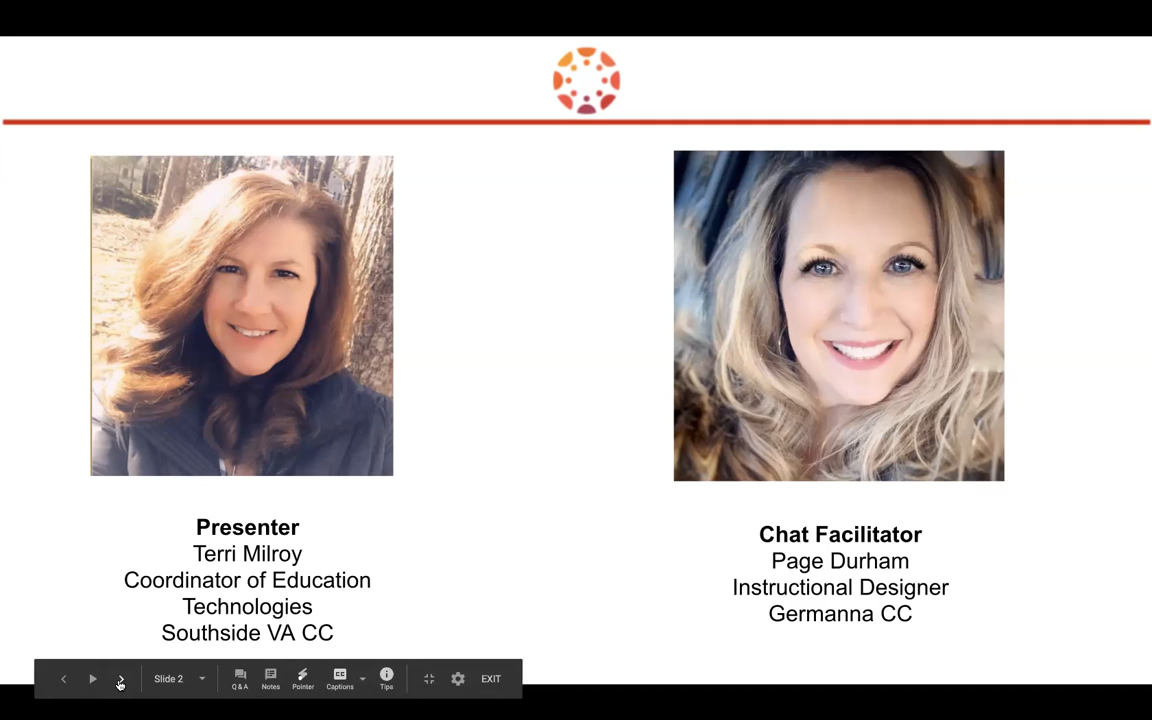 Presenter
Terri Milroy
Coordinator of Education
Technologies
Southside VA CC
Chat Facilitator
Page Durham
Instructional Designer
Germanna CC
Slide 2
Q & A
Notes
Pointer
CC
Captions
Tips
EXIT